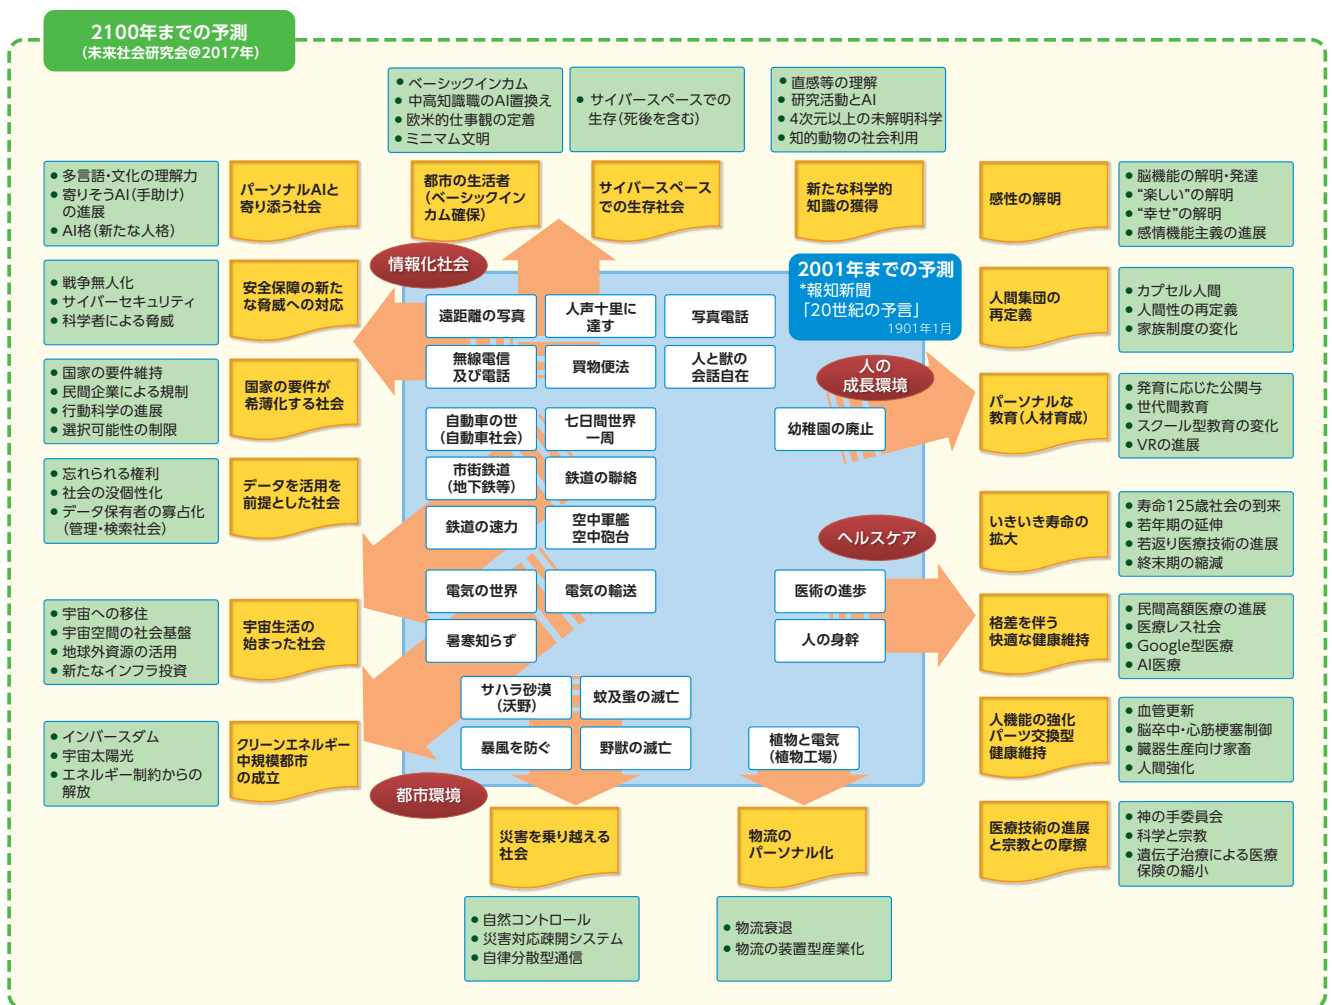 2100年までの予測
(未来社会研究会@2017年)
● ベーシックインカム
● 中高知識職のAI置換え
● 欧米的仕事観の定着
● ミニマム文明
● サイバースペースでの
生存(死後を含む)
● 直感等の理解
● 研究活動とAI
● 4次元以上の未解明科学
● 知的動物の社会利用
● 多言語・文化の理解力
● 寄りそうAI(手助け)
の進展
● AI格(新たな人格)
パーソナルAIと
寄り添う社会
都市の生活者
(ベーシックイン
カム確保)
サイバースペース
での生存社会
新たな科学的
知識の獲得
感性の解明
● 脳機能の解明・発達
● “楽しい”の解明
● “幸せ”の解明
● 感情機能主義の進展
情報化社会
2001年までの予測
*報知新聞
「20世紀の予言」
1901年1月
● 戦争無人化
● サイバーセキュリティ
● 科学者による脅威
安全保障の新た
な脅威への対応
遠距離の写真
人声十里に
達す
写真電話
人間集団の
再定義
● カプセル人間
● 人間性の再定義
● 家族制度の変化
無線電信
及び電話
買物便法
人と獣の
会話自在
人の
成長環境
● 国家の要件維持
● 民間企業による規制
● 行動科学の進展
● 選択可能性の制限
国家の要件が
希薄化する社会
自動車の世
(自動車社会)
七日間世界
一周
幼稚園の廃止
パーソナルな
教育(人材育成)
● 発育に応じた公関与
● 世代間教育
● スクール型教育の変化
● VRの進展
● 忘れられる権利
● 社会の没個性化
● データ保有者の寡占化
(管理・検索社会)
データを活用を
前提とした社会
市街鉄道
(地下鉄等)
鉄道の聯絡
鉄道の速力
空中軍艦
空中砲台
ヘルスケア
いきいき寿命の
拡大
● 寿命125歳社会の到来
● 若年期の延伸
● 若返り医療技術の進展
● 終末期の縮減
● 宇宙への移住
● 宇宙空間の社会基盤
● 地球外資源の活用
● 新たなインフラ投資
宇宙生活の
始まった社会
電気の世界
電気の輸送
暑寒知らず
医術の進歩
人の身幹
格差を伴う
快適な健康維持
● 民間高額医療の進展
● 医療レス社会
● Google型医療
● AI医療
● インバースダム
● 宇宙太陽光
● エネルギー制約からの
解放
クリーンエネルギー
中規模都市
の成立
サハラ砂漠
(沃野)
蚊及蚤の滅亡
暴風を防ぐ
野獣の滅亡
植物と電気
(植物工場)
人機能の強化
パーツ交換型
健康維持
● 血管更新
● 脳卒中・心筋梗塞制御
● 臓器生産向け家畜
● 人間強化
都市環境
災害を乗り越える
社会
物流の
パーソナル化
医療技術の進展
と宗教との摩擦
● 神の手委員会
● 科学と宗教
● 遺伝子治療による医療
保険の縮小
● 自然コントロール
● 災害対応疎開システム
● 自律分散型通信
● 物流衰退
● 物流の装置型産業化